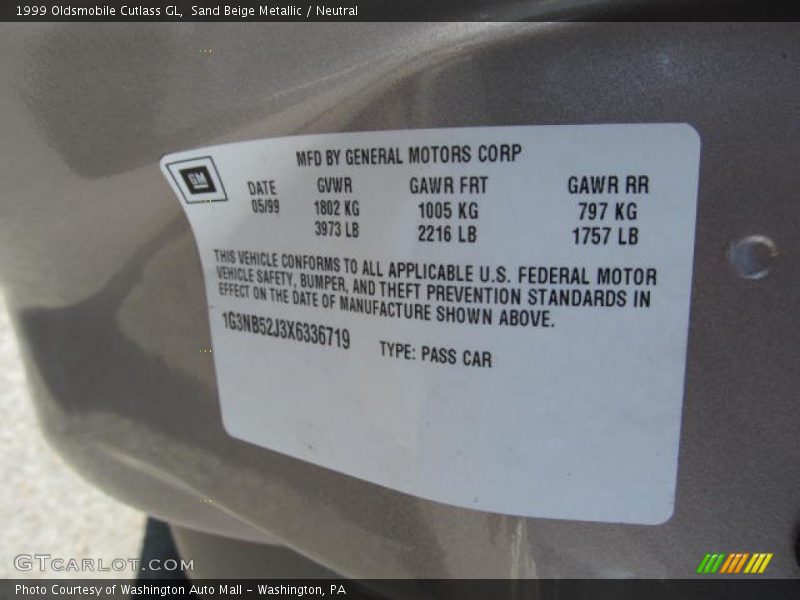 1999 Oldsmobile Cutlass GL, Sand Beige Metallic / Neutral
MFD BY GENERAL MOTORS CORP
GM
DATE GVWR GAWR FRT GAWR RR
05/99 1802 KG 1005 KG 797 KG
3973 LB 2216 LB 1757 LB
THIS VEHICLE CONFORMS TO ALL APPLICABLE U.S. FEDERAL MOTOR
VEHICLE SAFETY, BUMPER, AND THEFT PREVENTION STANDARDS IN
EFFECT ON THE DATE OF MANUFACTURE SHOWN ABOVE.
1G3NB52J3X6336719 TYPE: PASS CAR
GTCARLOT.COM
Photo Courtesy of Washington Auto Mall - Washington, PA